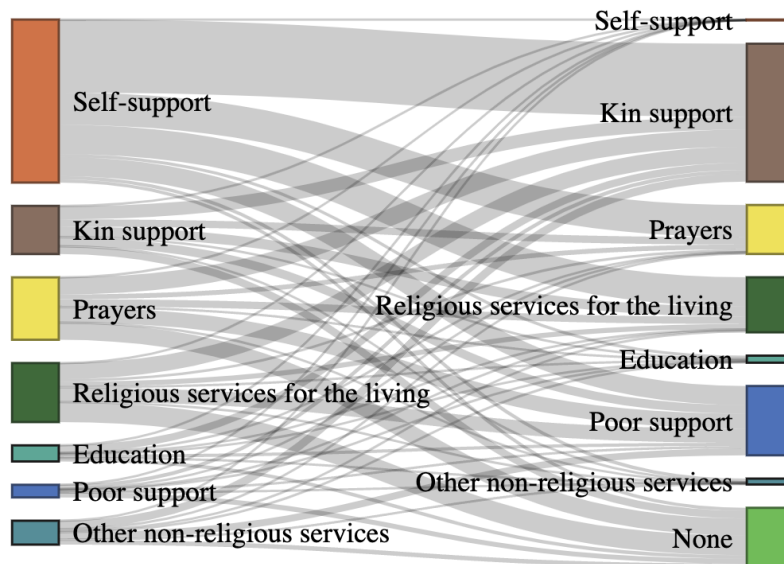 Self-support
Kin support
Prayers
Religious services for the living
Education
Poor support
Other non-religious services
Self-support
Kin support
Prayers
Religious services for the living
Education
Poor support
Other non-religious services
None